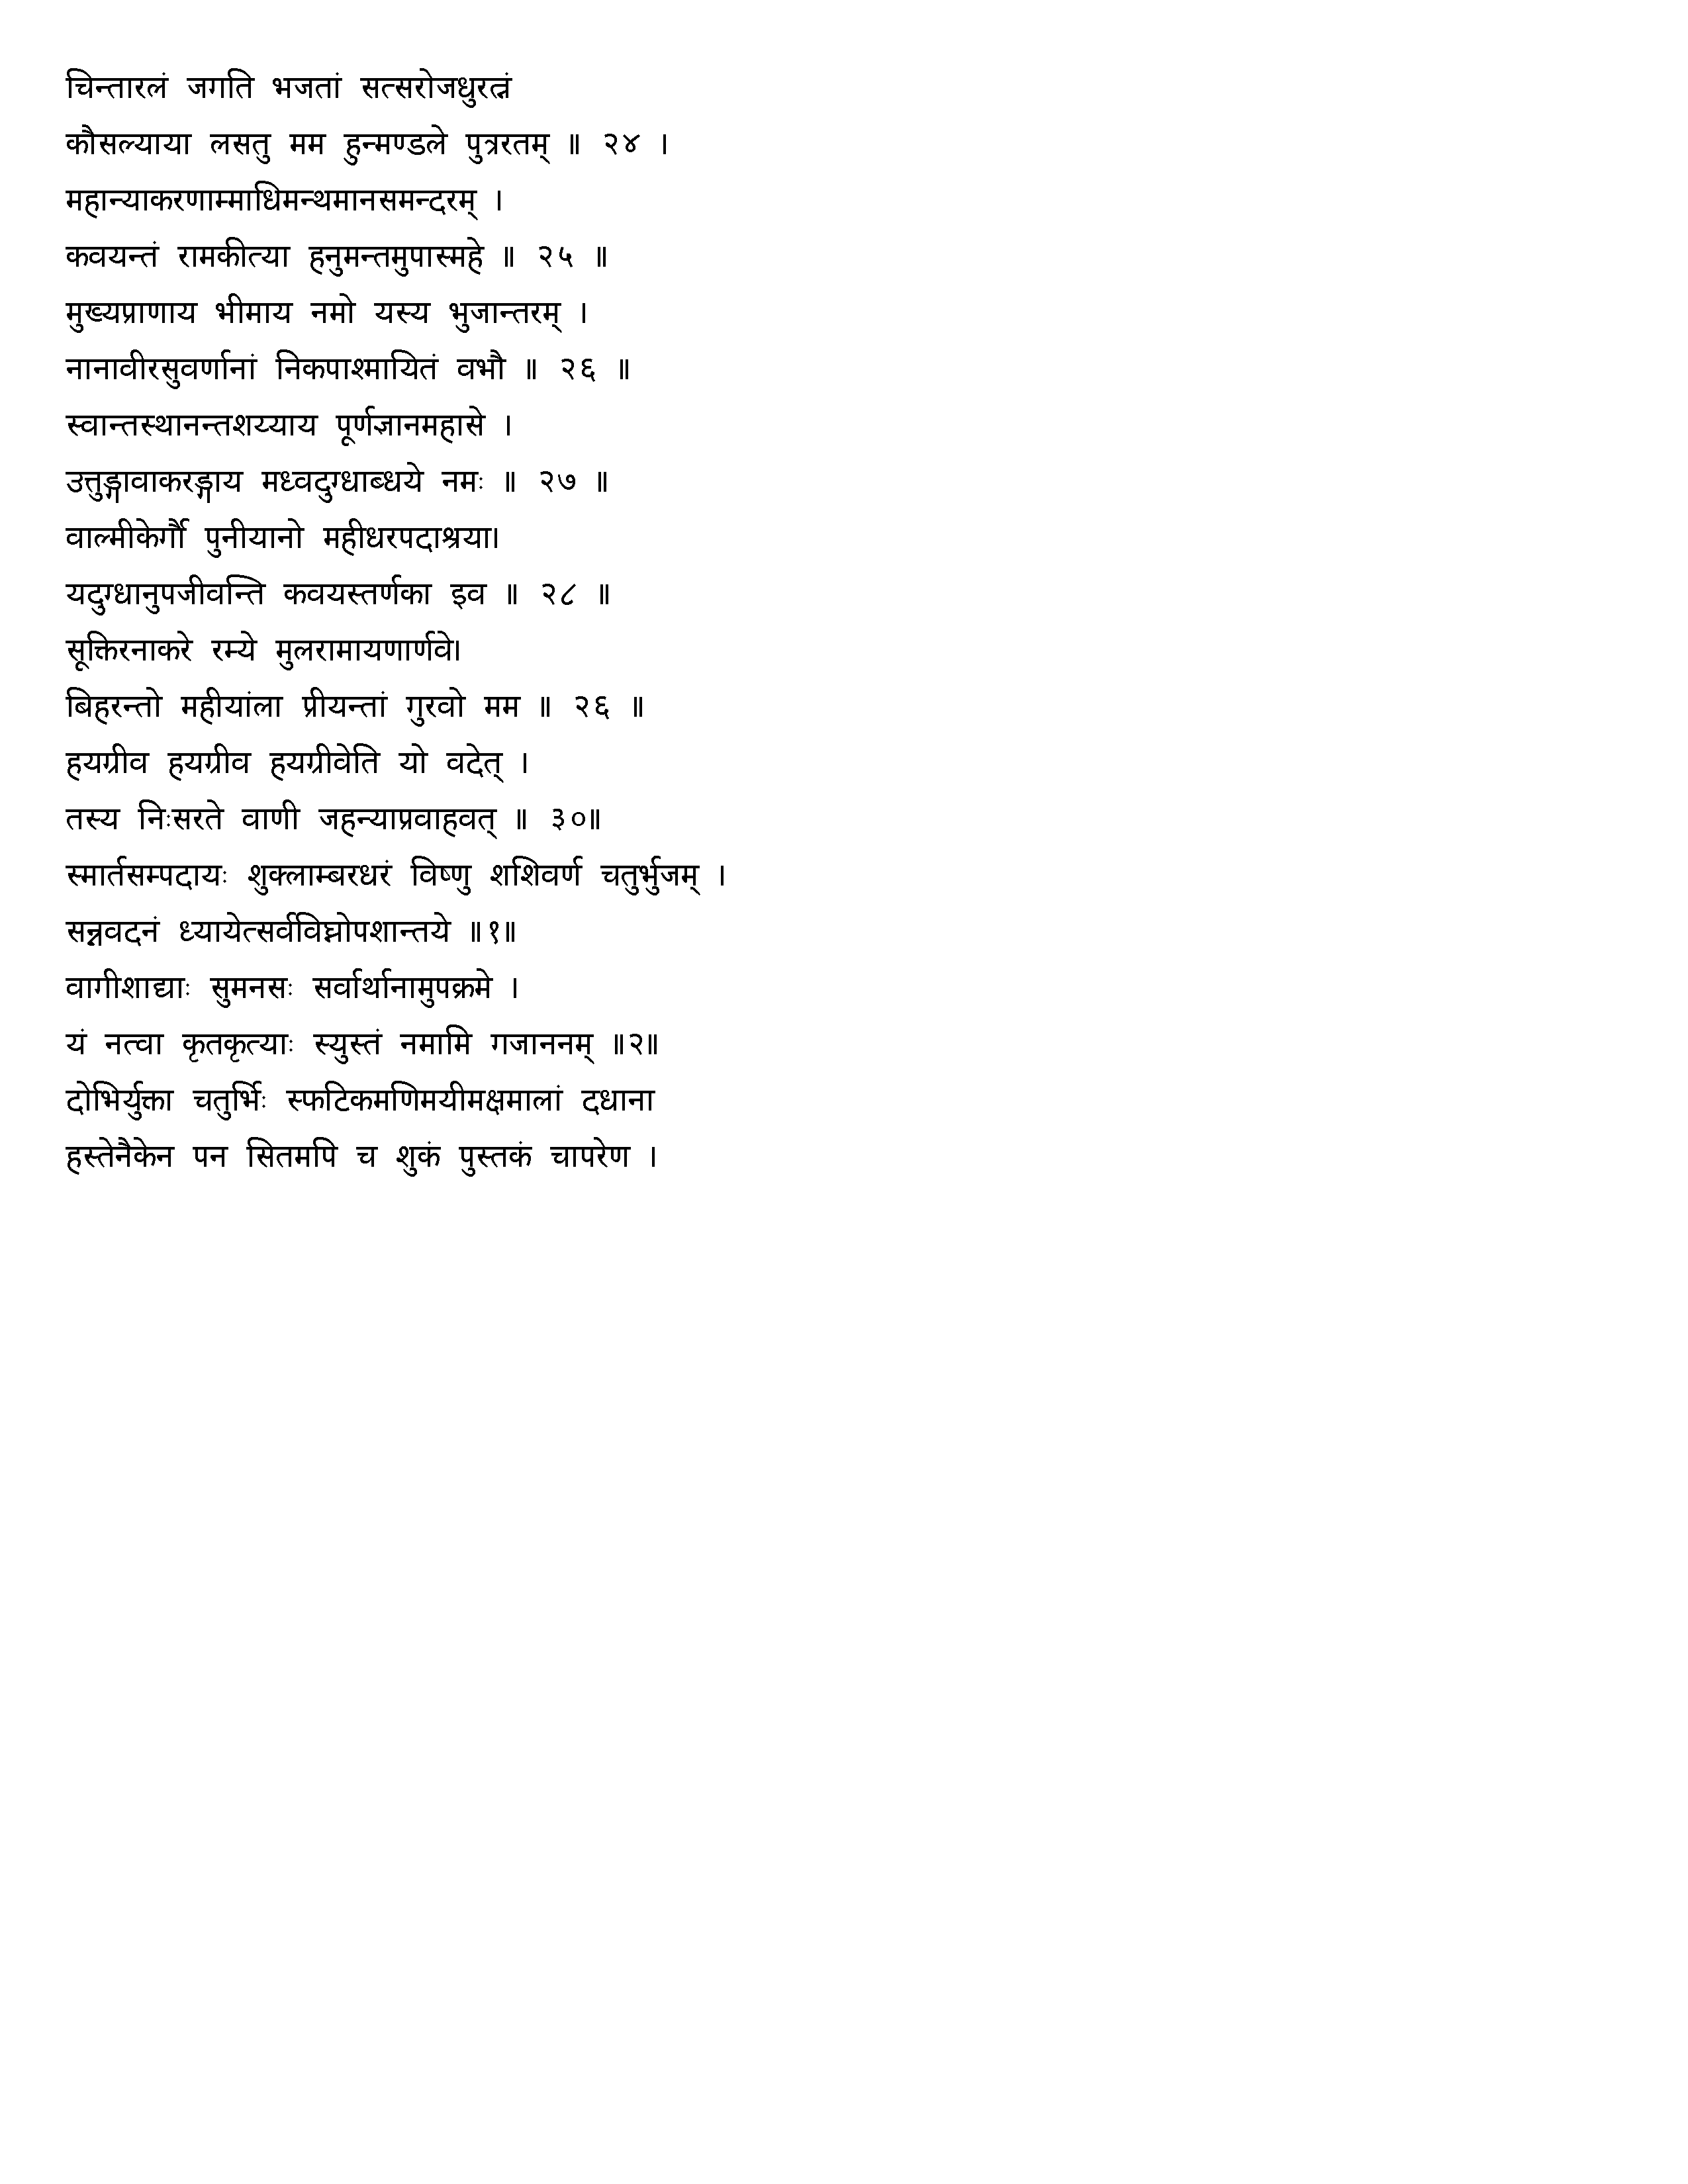 चिन्तारलं जगति भजतां सत्सरोजधुरत्नं
कौसल्याया लसतु मम हुन्मण्डले पुत्ररतम् ॥ २४ ।
महान्याकरणाम्माधिमन्थमानसमन्दरम् ।
कवयन्तं रामकीत्या हनुमन्तमुपास्महे ॥ २५ ॥
मुख्यप्राणाय भीमाय नमो यस्य भुजान्तरम् ।
नानावीरसुवर्णानां निकपाश्मायितं वभौ ॥ २६ ॥
स्वान्तस्थानन्तशय्याय पूर्णज्ञानमहासे ।
उत्तुङ्गावाकरङ्गाय मध्वदुग्धाब्धये नमः ॥ २७ ॥
वाल्मीकेर्गौ पुनीयानो महीधरपदाश्रया।
यदुग्धानुपजीवन्ति कवयस्तर्णका इव ॥ २८ ॥
सूक्तिरनाकरे रम्ये मुलरामायणार्णवे।
बिहरन्तो महीयांला प्रीयन्तां गुरवो मम ॥ २६ ॥
हयग्रीव हयग्रीव हयग्रीवेति यो वदेत् ।
तस्य निःसरते वाणी जहन्याप्रवाहवत् ॥ ३०॥
स्मार्तसम्पदायः शुक्लाम्बरधरं विष्णु शशिवर्ण चतुर्भुजम् ।
सन्नवदनं ध्यायेत्सर्वविघ्नोपशान्तये ॥१॥
वागीशाद्याः सुमनसः सर्वार्थानामुपक्रमे ।
यं नत्वा कृतकृत्याः स्युस्तं नमामि गजाननम् ॥२॥
दोभिर्युक्ता चतुर्भिः स्फटिकमणिमयीमक्षमालां दधाना
हस्तेनैकेन पन सितमपि च शुकं पुस्तकं चापरेण ।